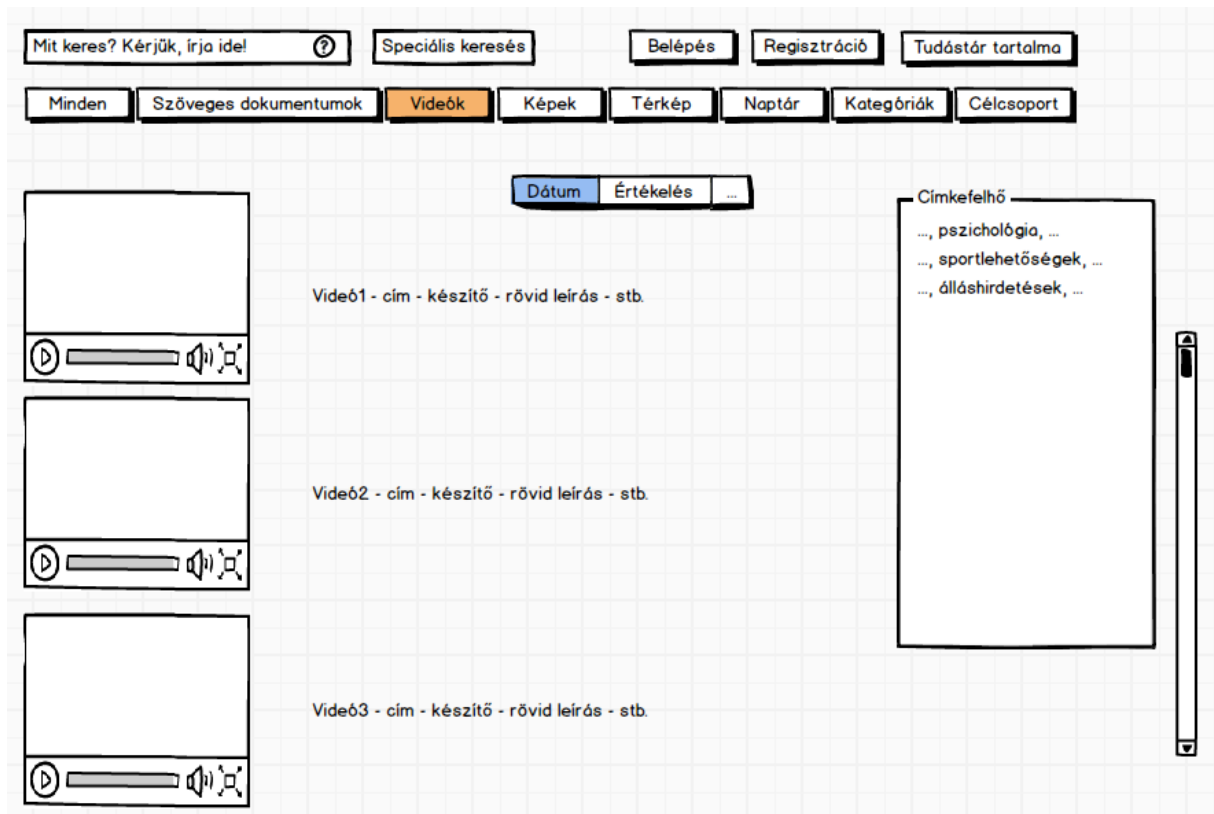 Mit keres? Kérjük, írja ide! ?
Speciális keresés
Belépés
Regisztráció
Tudástár tartalma
Minden
Szöveges dokumentumok
Videók
Képek
Térkép
Naptár
Kategóriák
Célcsoport
Dátum
Értékelés
...
Címkefelhő
..., pszichológia, ...
..., sportlehetőségek, ...
..., álláshirdetések, ...
Videó1 - cím - készítő - rövid leírás - stb.
Videó2 - cím - készítő - rövid leírás - stb.
Videó3 - cím - készítő - rövid leírás - stb.